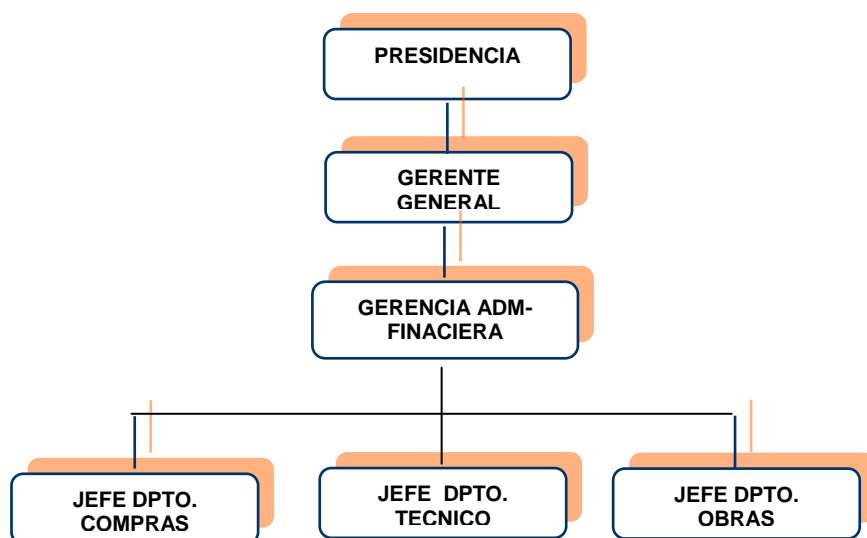 PRESIDENCIA
GERENTE
GENERAL
GERENCIA ADM-
FINACIERA
JEFE DPTO.
COMPRAS
JEFE DPTO.
TECNICO
JEFE DPTO.
OBRAS